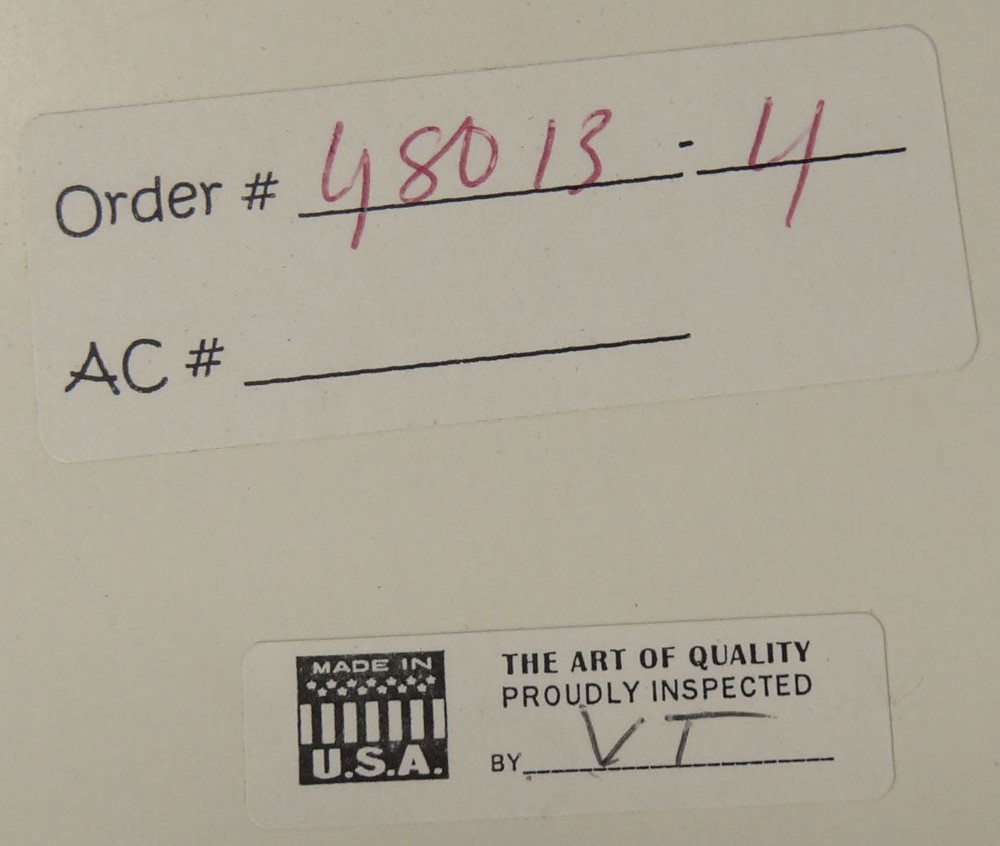 Order # 48013 - 4
AC #
MADE IN
U.S.A.
THE ART OF QUALITY
PROUDLY INSPECTED
BY VT